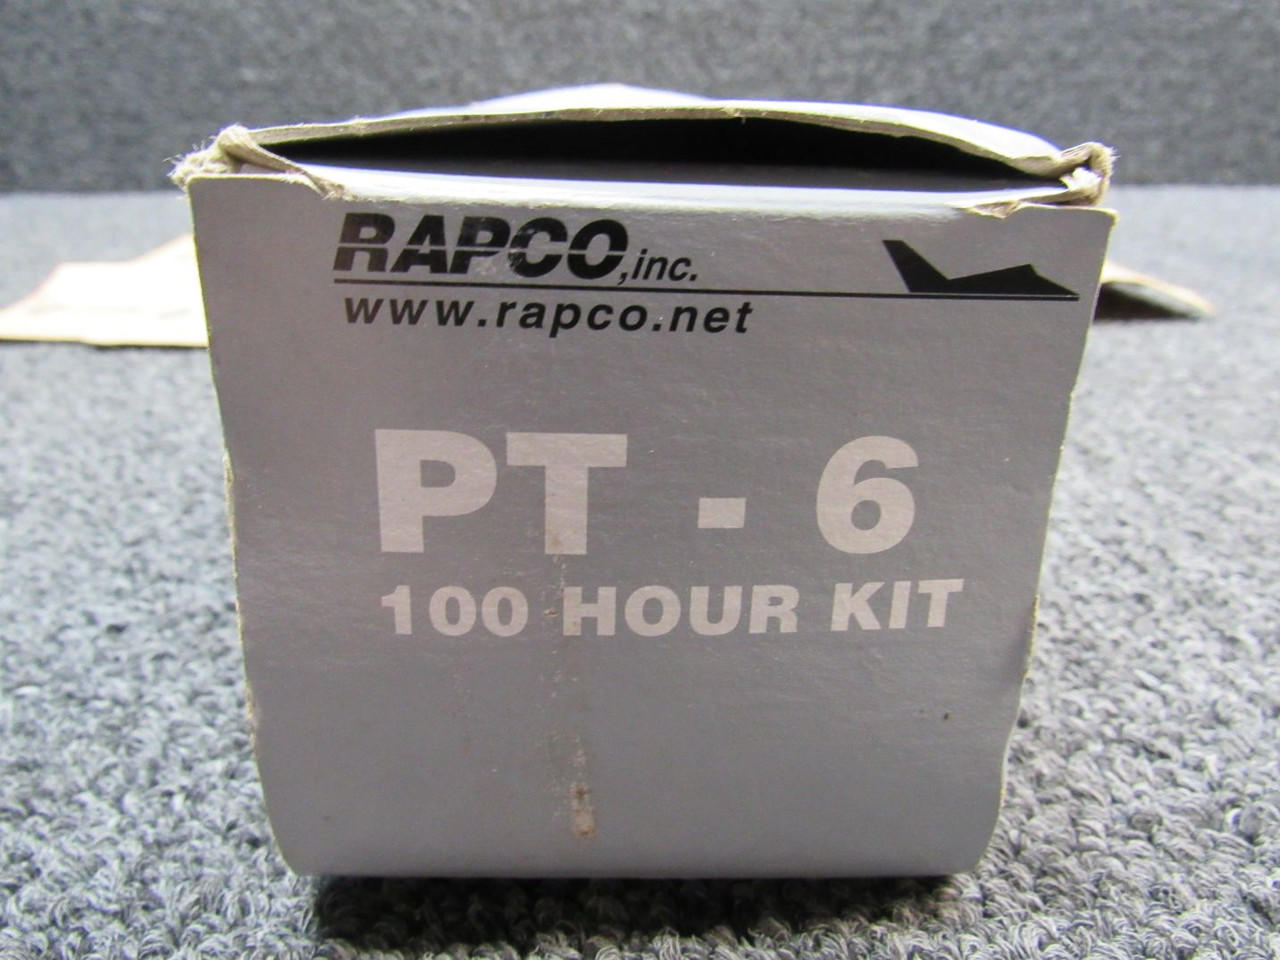 RAPCO,inc.
www.rapco.net
PT - 6
100 HOUR KIT